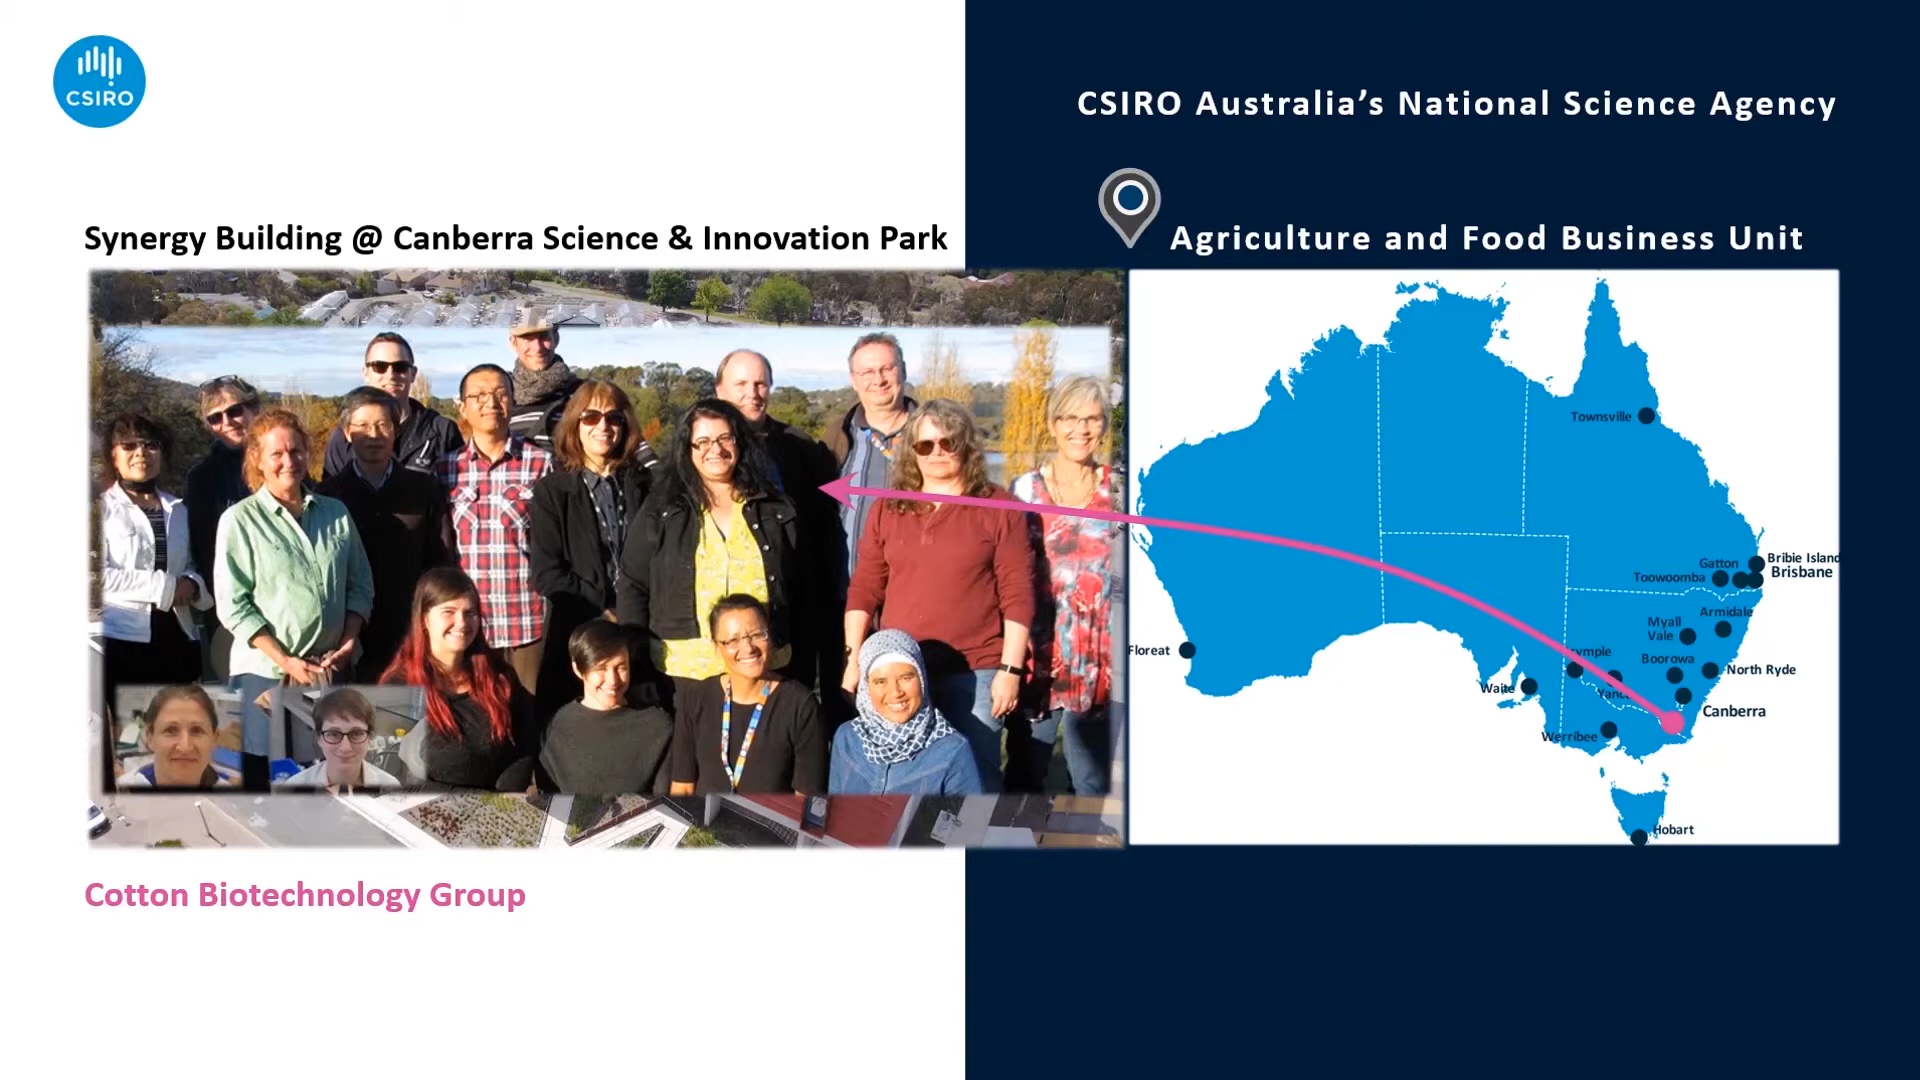 CSIRO
CSIRO Australia’s National Science Agency
Synergy Building @ Canberra Science & Innovation Park
Agriculture and Food Business Unit
Townsville
Gatton
Bribie Island
Toowoomba
Brisbane
Armidale
Myall
Vale
Floreat
Boorowa
North Ryde
Waite
Canberra
Werribee
Hobart
Cotton Biotechnology Group